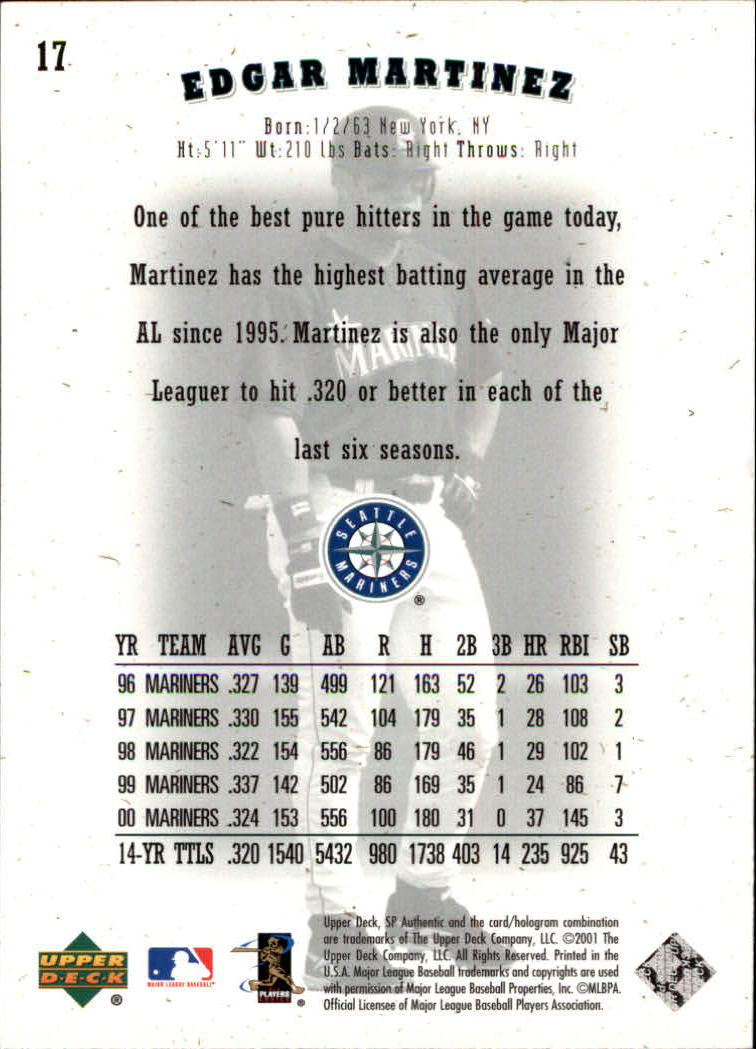 17
EDGAR MARTINEZ
Born:1/2/63 New York, NY
Ht:5'11" Wt:210 lbs Bats: Right Throws: Right
One of the best pure hitters in the game today,
Martinez has the highest batting average in the
AL since 1995. Martinez is also the only Major
Leaguer to hit .320 or better in each of the
last six seasons.
MARINE
SEATTLE
MARINERS
®
YR TEAM AVG G AB R H 2B 3B HR RBI SB
96 MARINERS .327 139 499 121 163 52 2 26 103 3
97 MARINERS .330 155 542 104 179 35 1 28 108 2
98 MARINERS .322 154 556 86 179 46 1 29 102 1
99 MARINERS .337 142 502 86 169 35 1 24 86 7
00 MARINERS .324 153 556 100 180 31 0 37 145 3
14-YR TTLS .320 1540 5432 980 1738 403 14 235 925 43
UPPER
D·E·C·K
®
MAJOR LEAGUE BASEBALL
PLAYERS
®
Upper Deck, SP Authentic and the card/hologram combination
are trademarks of The Upper Deck Company, LLC. ©2001 The
Upper Deck Company, LLC. All Rights Reserved. Printed in the
U.S.A. Major League Baseball trademarks and copyrights are used
with permission of Major League Baseball Properties, Inc. ©MLBPA.
Official Licensee of Major League Baseball Players Association.